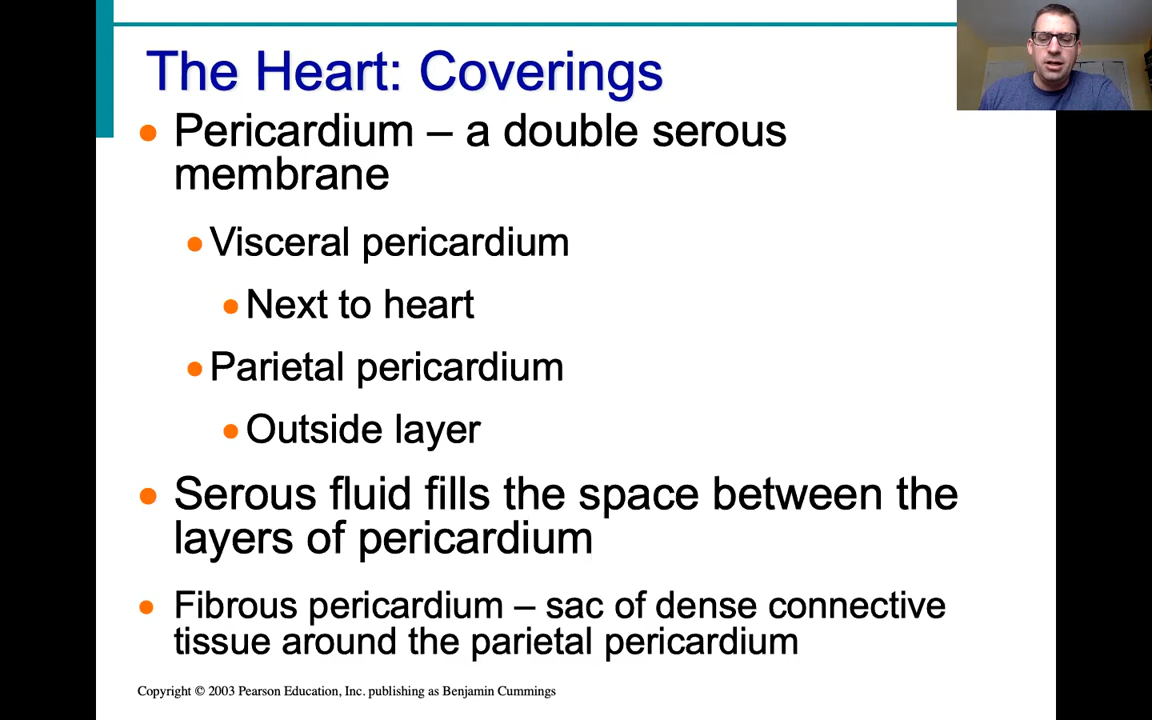 The Heart: Coverings
• Pericardium – a double serous
membrane
• Visceral pericardium
• Next to heart
• Parietal pericardium
• Outside layer
• Serous fluid fills the space between the
layers of pericardium
• Fibrous pericardium – sac of dense connective
tissue around the parietal pericardium
Copyright © 2003 Pearson Education, Inc. publishing as Benjamin Cummings